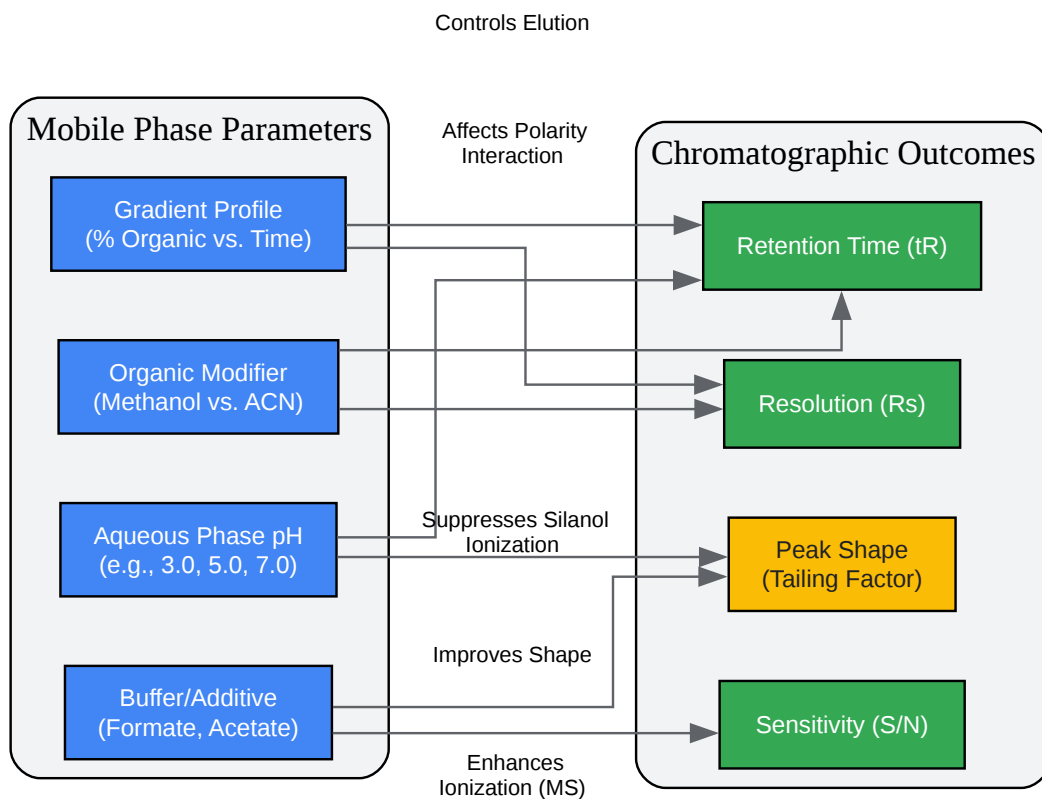 Controls Elution
Mobile Phase Parameters
Gradient Profile
(% Organic vs. Time)
Organic Modifier
(Methanol vs. ACN)
Aqueous Phase pH
(e.g., 3.0, 5.0, 7.0)
Buffer/Additive
(Formate, Acetate)
Affects Polarity
Interaction
Suppresses Silanol
Ionization
Improves Shape
Enhances
Ionization (MS)
Chromatographic Outcomes
Retention Time (tR)
Resolution (Rs)
Peak Shape
(Tailing Factor)
Sensitivity (S/N)